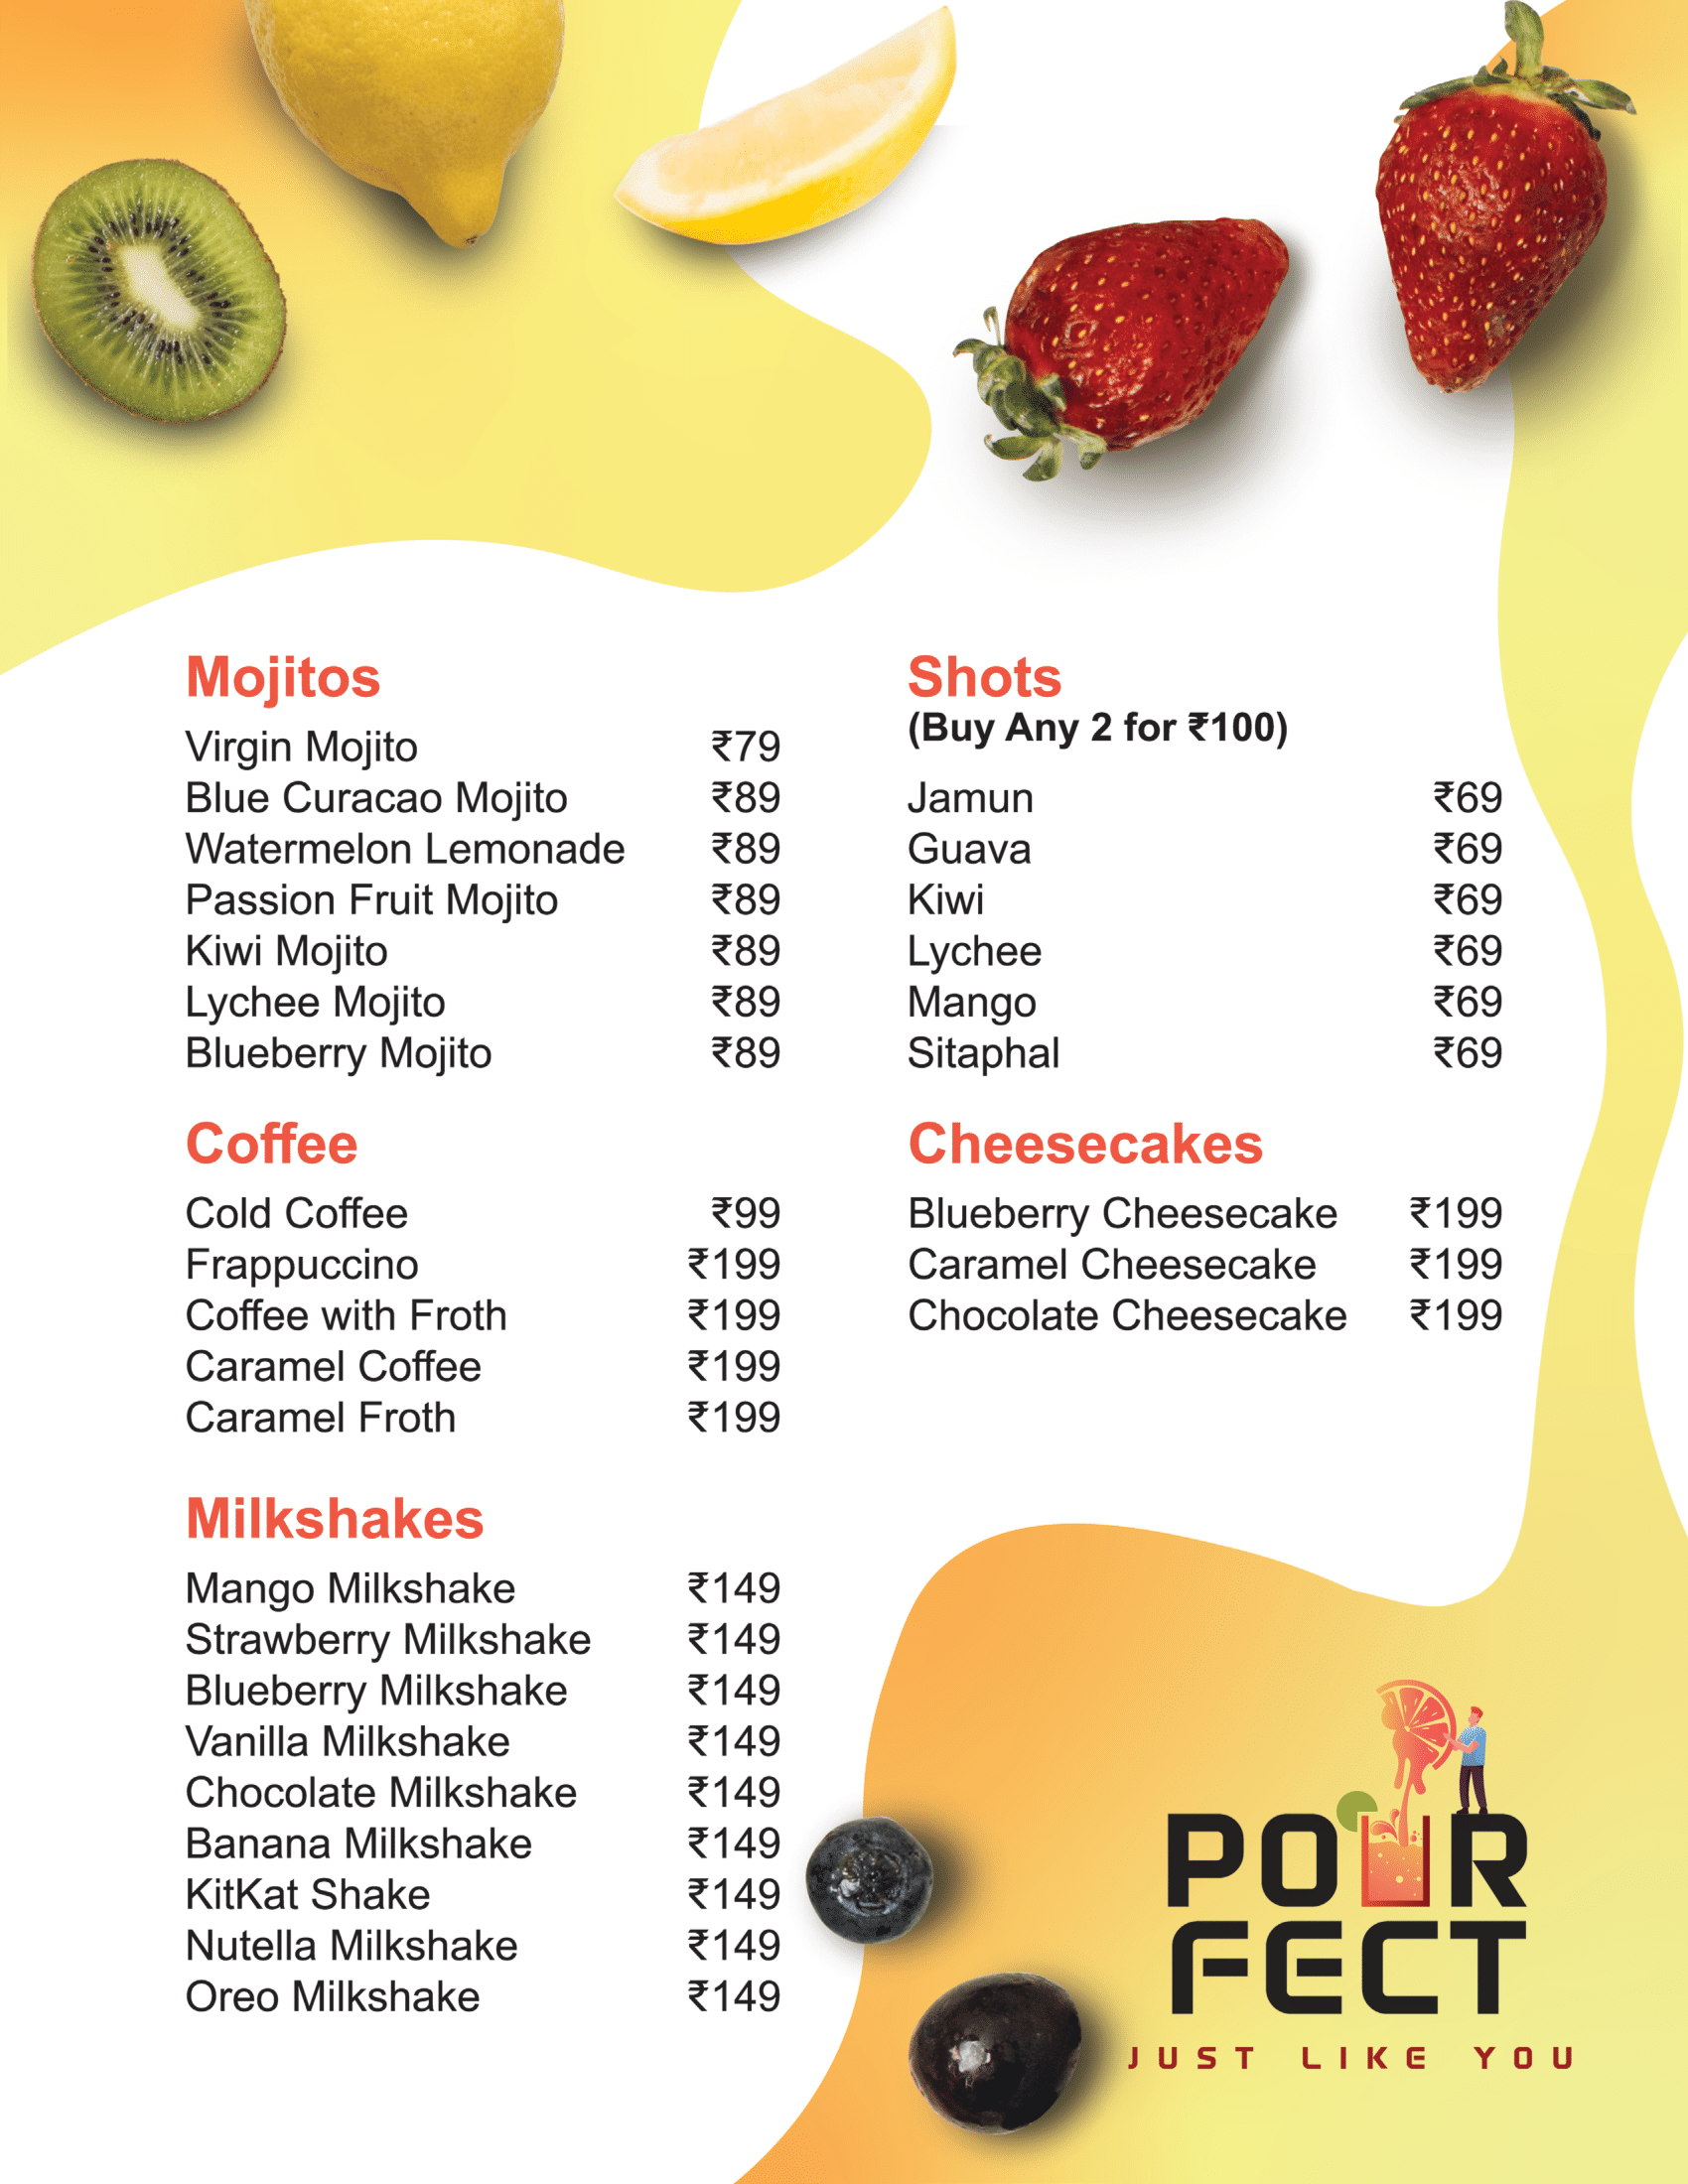 Mojitos
Virgin Mojito ₹79
Blue Curacao Mojito ₹89
Watermelon Lemonade ₹89
Passion Fruit Mojito ₹89
Kiwi Mojito ₹89
Lychee Mojito ₹89
Blueberry Mojito ₹89
Coffee
Cold Coffee ₹99
Frappuccino ₹199
Coffee with Froth ₹199
Caramel Coffee ₹199
Caramel Froth ₹199
Milkshakes
Mango Milkshake ₹149
Strawberry Milkshake ₹149
Blueberry Milkshake ₹149
Vanilla Milkshake ₹149
Chocolate Milkshake ₹149
Banana Milkshake ₹149
KitKat Shake ₹149
Nutella Milkshake ₹149
Oreo Milkshake ₹149
Shots
(Buy Any 2 for ₹100)
Jamun ₹69
Guava ₹69
Kiwi ₹69
Lychee ₹69
Mango ₹69
Sitaphal ₹69
Cheesecakes
Blueberry Cheesecake ₹199
Caramel Cheesecake ₹199
Chocolate Cheesecake ₹199
POUR
FECT
JUST LIKE YOU